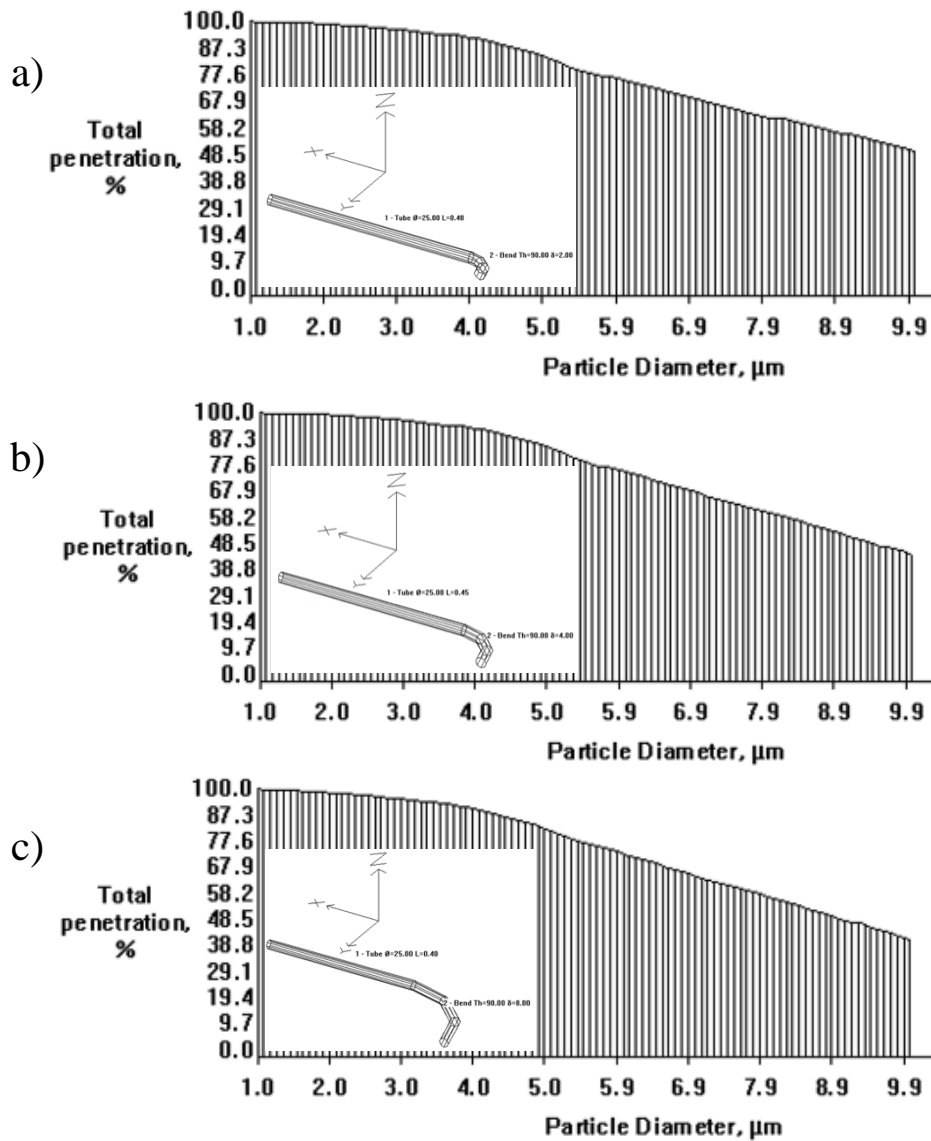 a)
Total
penetration,
%
100.0
87.3
77.6
67.9
58.2
48.5
38.8
29.1
19.4
9.7
0.0
N
X
Y
1 - Tube Ø=25.00 L=0.40
2 - Bend Th=90.00 δ=2.00
1.0 2.0 3.0 4.0 5.0 5.9 6.9 7.9 8.9 9.9
Particle Diameter, µm
b)
Total
penetration,
%
100.0
87.3
77.6
67.9
58.2
48.5
38.8
29.1
19.4
9.7
0.0
N
X
Y
1 - Tube Ø=25.00 L=0.45
2 - Bend Th=90.00 δ=4.00
1.0 2.0 3.0 4.0 5.0 5.9 6.9 7.9 8.9 9.9
Particle Diameter, µm
c)
Total
penetration,
%
100.0
87.3
77.6
67.9
58.2
48.5
38.8
29.1
19.4
9.7
0.0
N
X
Y
1 - Tube Ø=25.00 L=0.40
2 - Bend Th=90.00 δ=8.00
1.0 2.0 3.0 4.0 5.0 5.9 6.9 7.9 8.9 9.9
Particle Diameter, µm